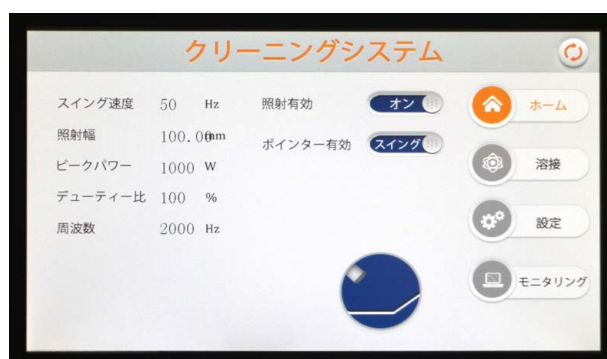 クリーニングシステム
スイング速度 50 Hz
照射幅 100.00mm
ピークパワー 1000 W
デューティー比 100 %
周波数 2000 Hz
照射有効 オン
ポインター有効 スイング
ホーム
溶接
設定
モニタリング